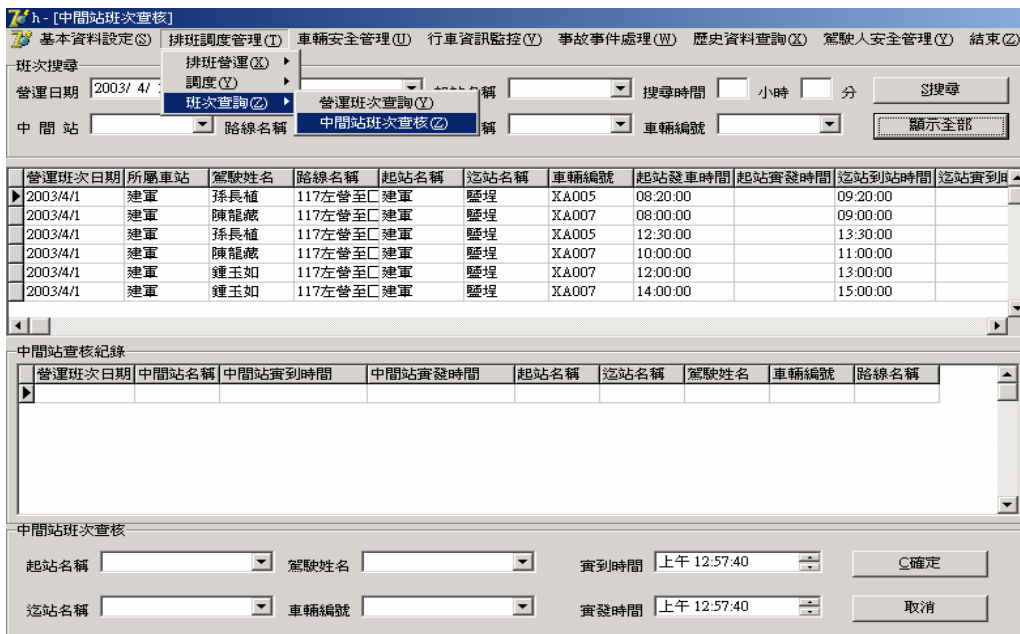 h - [中間站班次查核]
基本資料設定(S) 排班調度管理(T) 車輛安全管理(U) 行車資訊監控(V) 事故事件處理(W) 歷史資料查詢(X) 駕駛人安全管理(Y) 結束(Z)
排班營運(X)
調度(Y)
班次查詢(Z)
營運班次查詢(Y)
中間站班次查核(Z)
班次搜尋
營運日期 2003/ 4/ 稱 搜尋時間 小時 分 S搜尋
中 間 站 路線名稱 稱 車輛編號 顯示全部
營運班次日期 所屬車站 駕駛姓名 路線名稱 起站名稱 迄站名稱 車輛編號 起站發車時間 起站實發時間 迄站到站時間 迄站實到時
2003/4/1 建軍 孫長植 117左營至 建軍 鹽埕 XA005 08:20:00 09:20:00
2003/4/1 建軍 陳龍藏 117左營至 建軍 鹽埕 XA007 08:00:00 09:00:00
2003/4/1 建軍 孫長植 117左營至 建軍 鹽埕 XA005 12:30:00 13:30:00
2003/4/1 建軍 陳龍藏 117左營至 建軍 鹽埕 XA007 10:00:00 11:00:00
2003/4/1 建軍 鍾玉如 117左營至 建軍 鹽埕 XA007 12:00:00 13:00:00
2003/4/1 建軍 鍾玉如 117左營至 建軍 鹽埕 XA007 14:00:00 15:00:00
中間站查核紀錄
營運班次日期 中間站名稱 中間站實到時間 中間站實發時間 起站名稱 迄站名稱 駕駛姓名 車輛編號 路線名稱
中間站班次查核
起站名稱 駕駛姓名 實到時間 上午 12:57:40 C確定
迄站名稱 車輛編號 實發時間 上午 12:57:40 取消